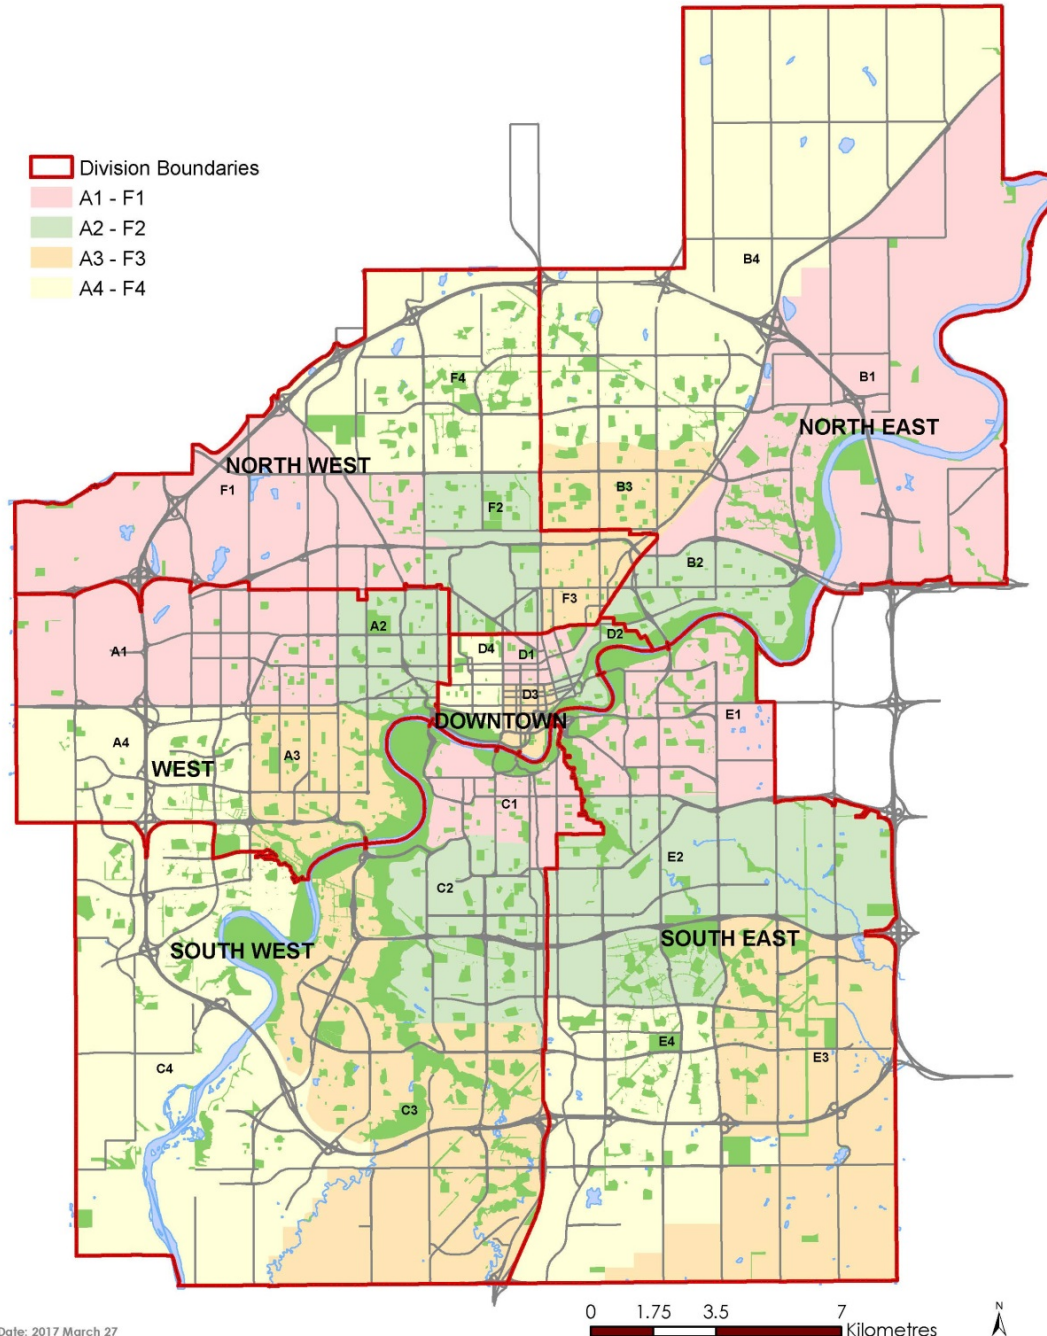 Division Boundaries
A1 - F1
A2 - F2
A3 - F3
A4 - F4
B4
F4
B1
NORTH EAST
NORTH WEST
F1
B3
F2
B2
F3
A2
D2
A1
D4
D1
D3
DOWNTOWN
E1
A4
A3
WEST
C1
E2
C2
SOUTH WEST
SOUTH EAST
E4
C4
E3
C3
Date: 2017 March 27
0 1.75 3.5 7
Kilometres
N